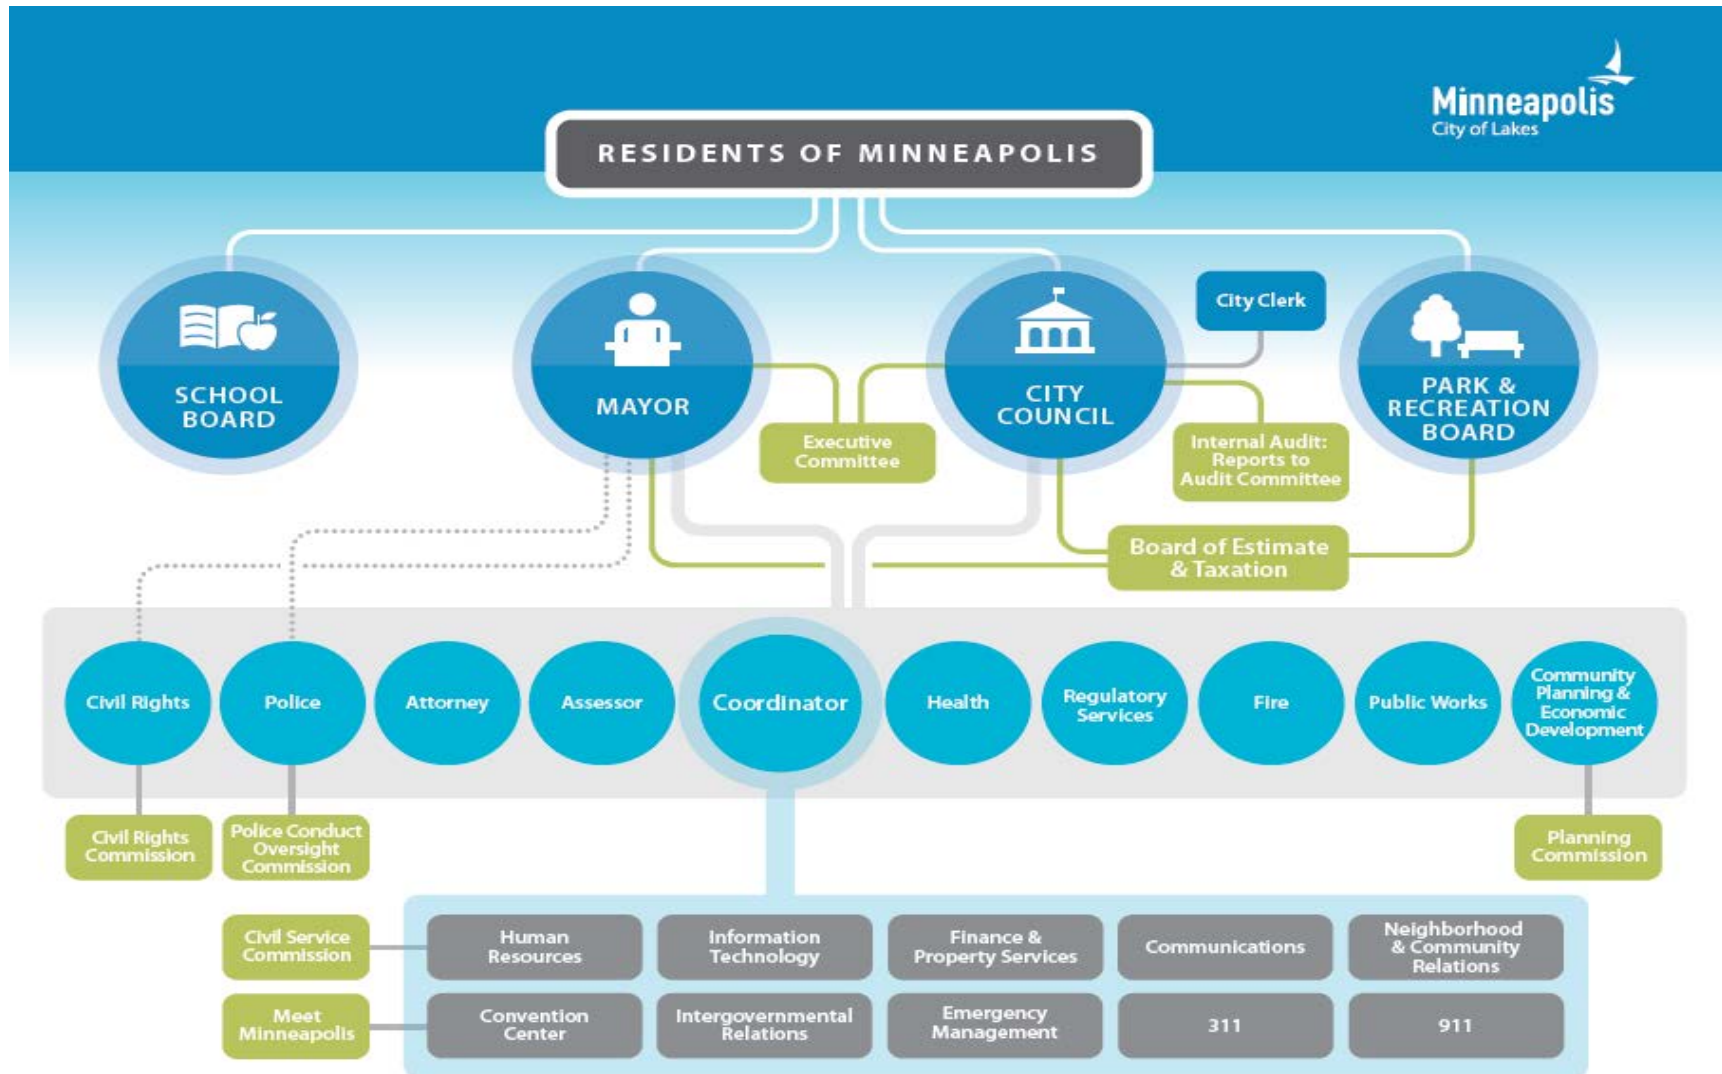 Minneapolis
City of Lakes
RESIDENTS OF MINNEAPOLIS
SCHOOL
BOARD
MAYOR
CITY
COUNCIL
City Clerk
PARK &
RECREATION
BOARD
Executive
Committee
Internal Audit:
Reports to
Audit Committee
Board of Estimate
& Taxation
Civil Rights
Police
Attorney
Assessor
Coordinator
Health
Regulatory
Services
Fire
Public Works
Community
Planning &
Economic
Development
Civil Rights
Commission
Police Conduct
Oversight
Commission
Planning
Commission
Civil Service
Commission
Human
Resources
Information
Technology
Finance &
Property Services
Communications
Neighborhood
& Community
Relations
Meet
Minneapolis
Convention
Center
Intergovernmental
Relations
Emergency
Management
311
911